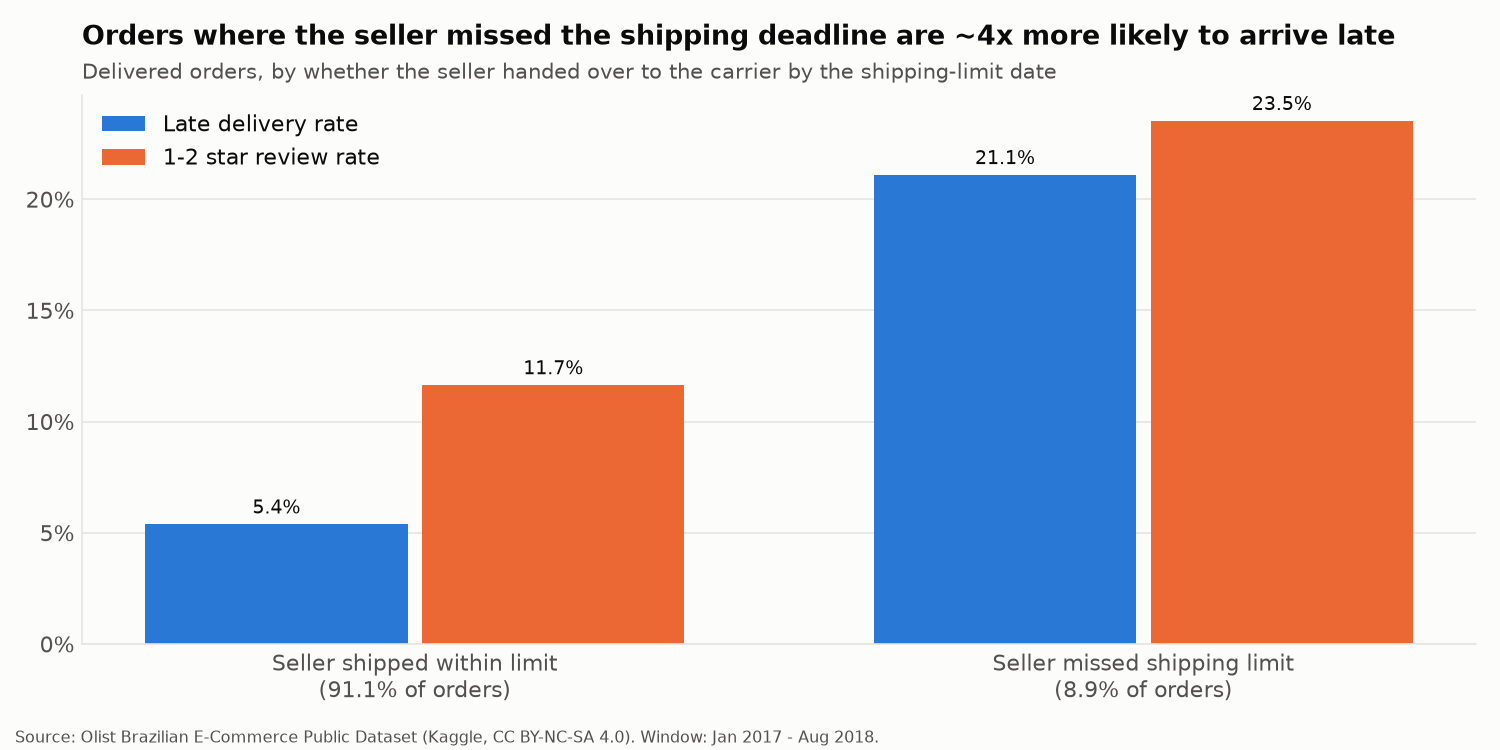 Orders where the seller missed the shipping deadline are ~4x more likely to arrive late
Delivered orders, by whether the seller handed over to the carrier by the shipping-limit date
Late delivery rate
1-2 star review rate
20%
15%
10%
5%
0%
5.4%
11.7%
21.1%
23.5%
Seller shipped within limit
(91.1% of orders)
Seller missed shipping limit
(8.9% of orders)
Source: Olist Brazilian E-Commerce Public Dataset (Kaggle, CC BY-NC-SA 4.0). Window: Jan 2017 - Aug 2018.